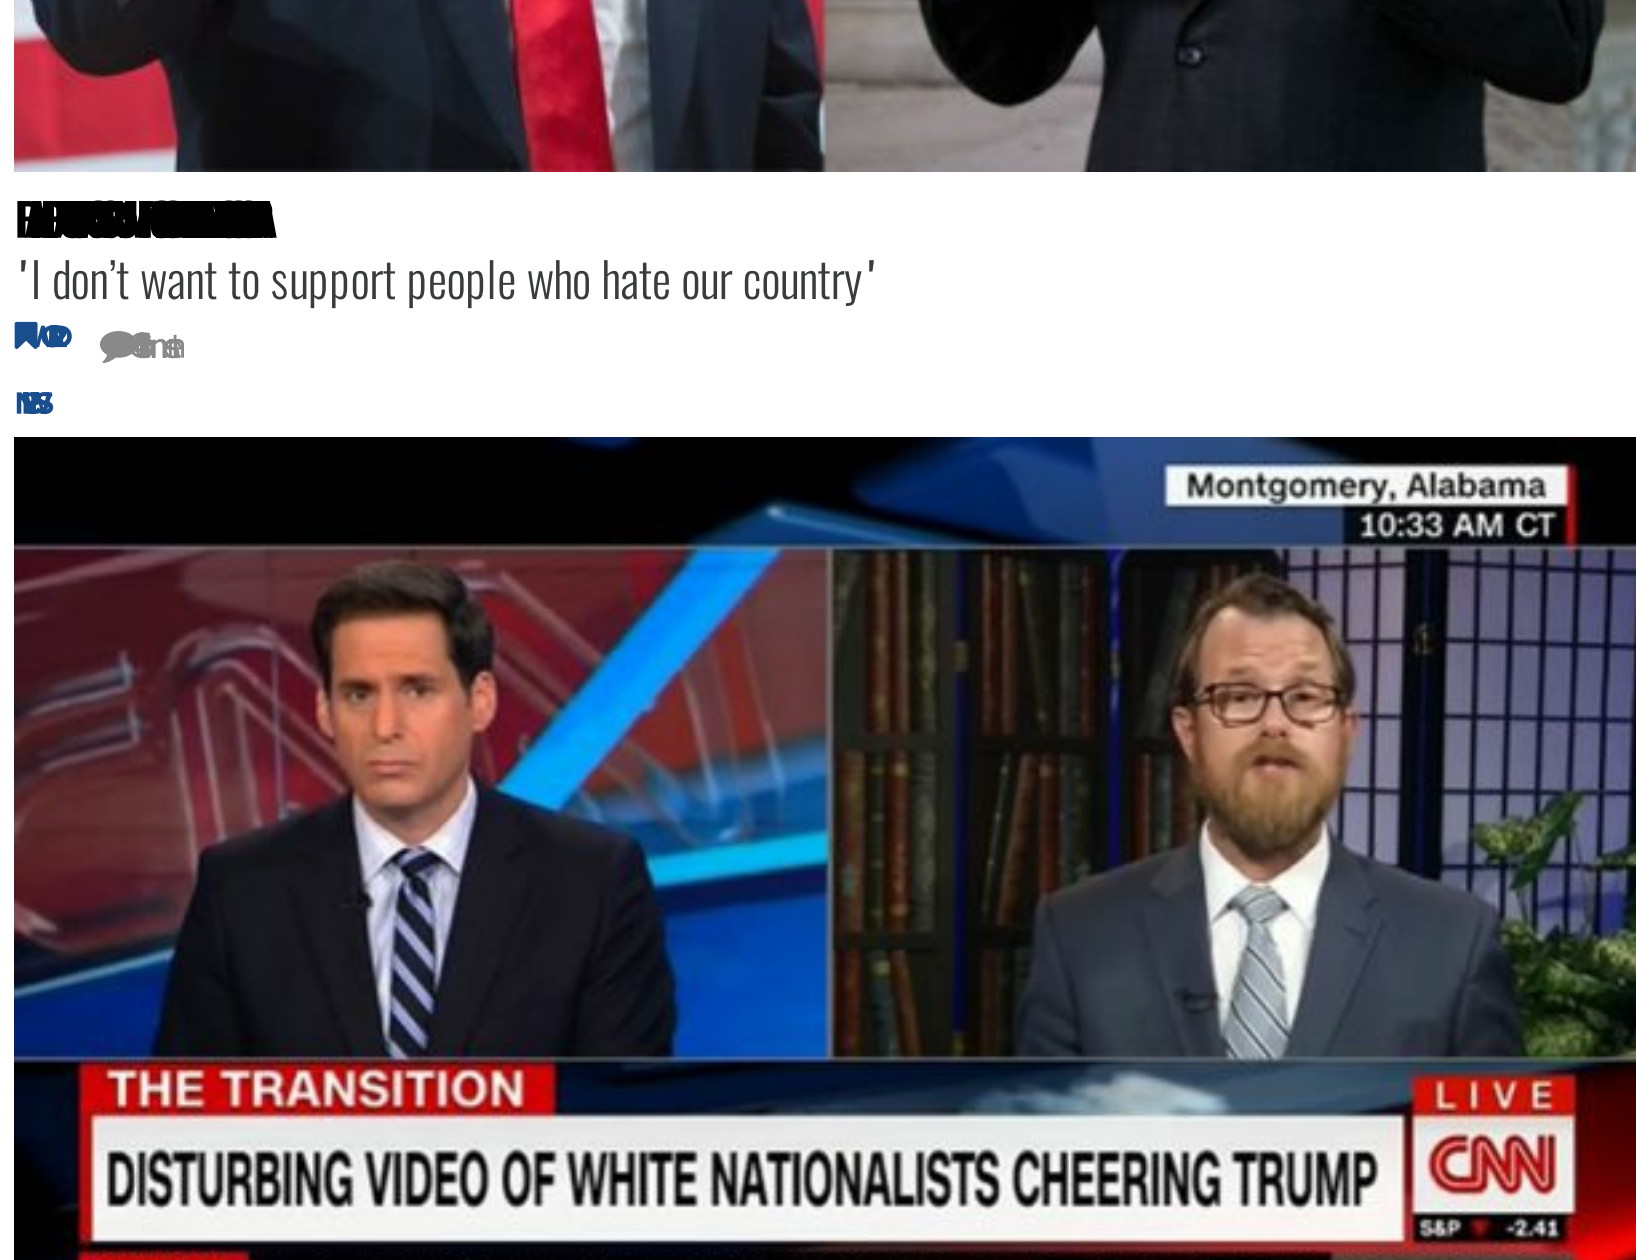 'I don’t want to support people who hate our country'
Montgomery, Alabama
10:33 AM CT
THE TRANSITION
LIVE
DISTURBING VIDEO OF WHITE NATIONALISTS CHEERING TRUMP
CNN
S&P ▼ -2.41